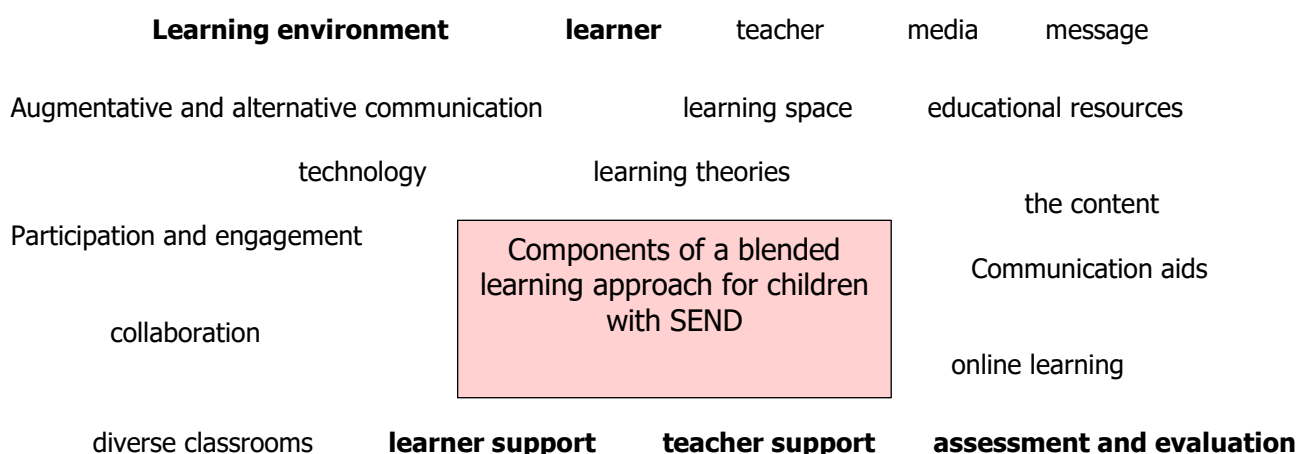 Learning environment learner teacher media message
Augmentative and alternative communication learning space educational resources
technology learning theories
the content
Participation and engagement
Components of a blended
learning approach for children
with SEND
Communication aids
collaboration
online learning
diverse classrooms learner support teacher support assessment and evaluation